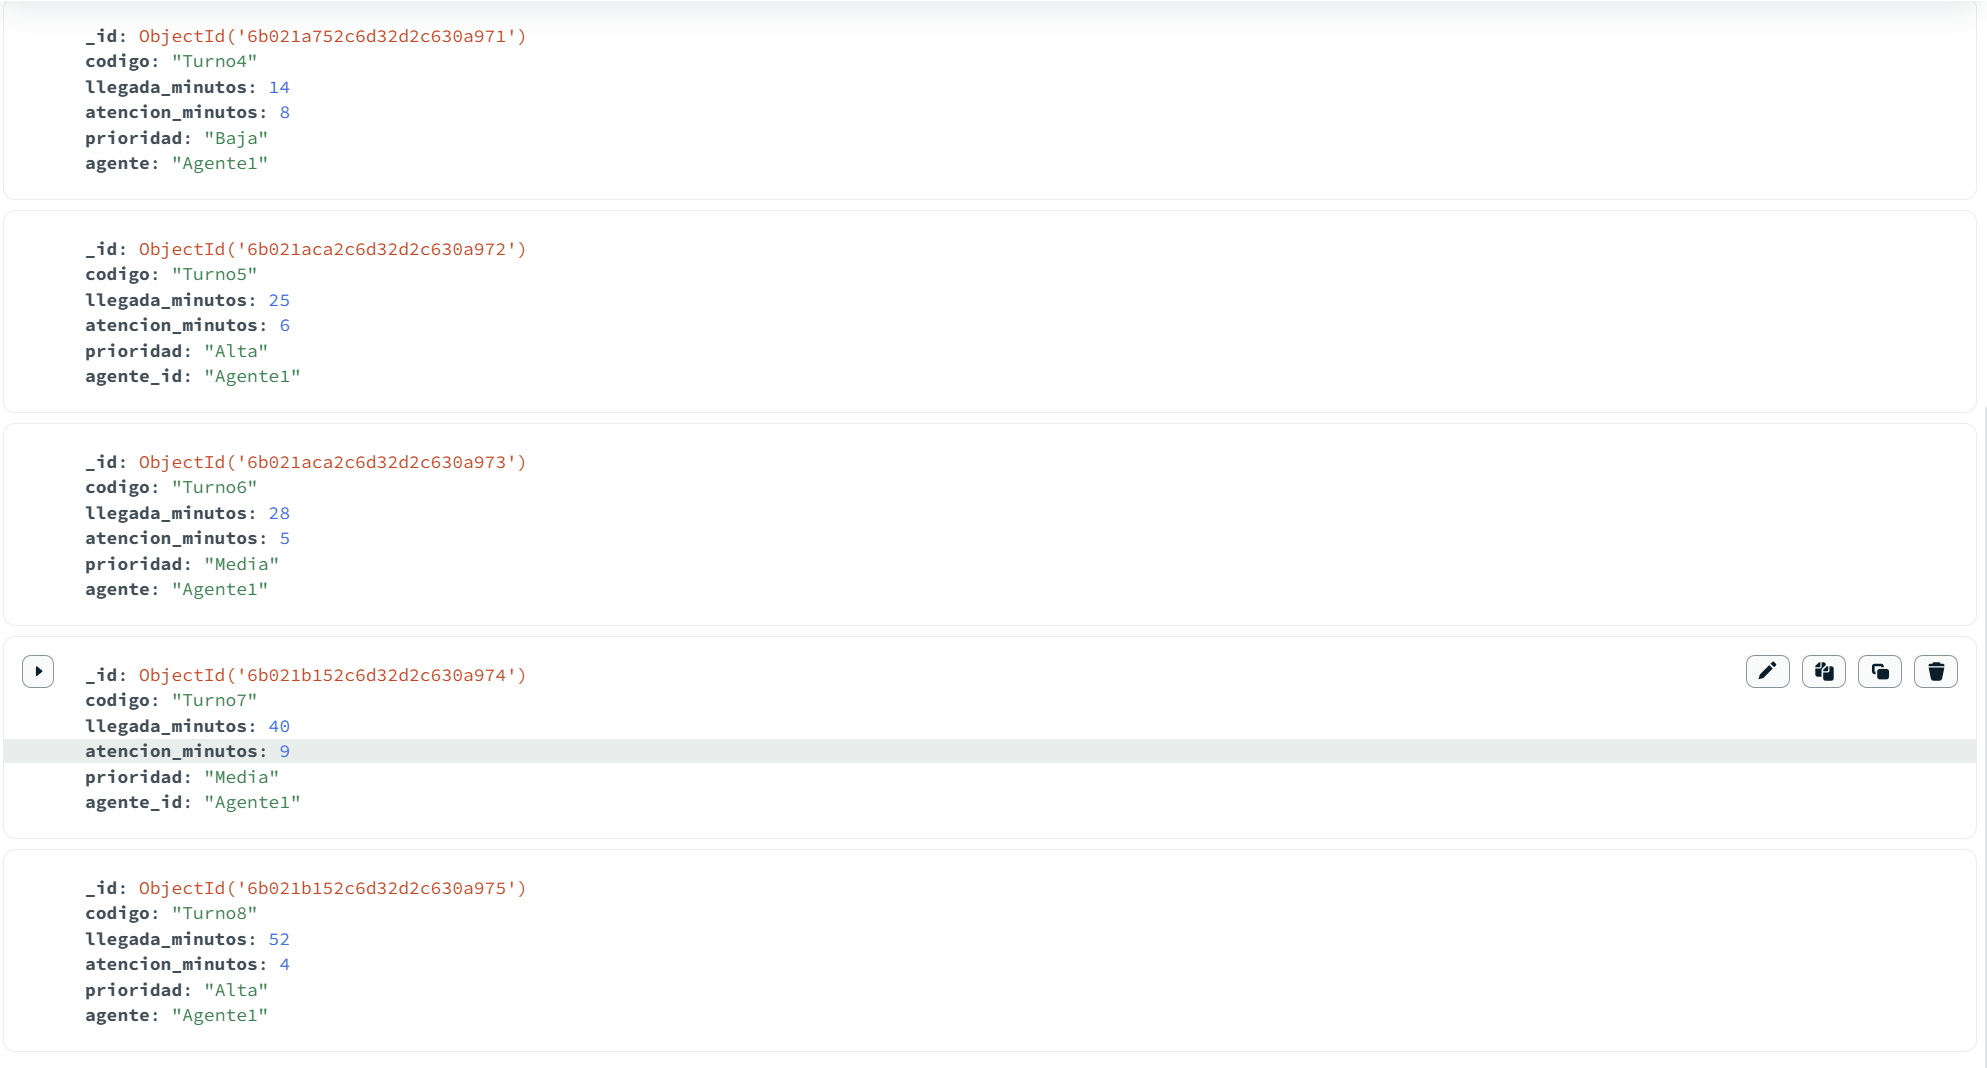 _id: ObjectId('6b021a752c6d32d2c630a971')
codigo: "Turno4"
llegada_minutos: 14
atencion_minutos: 8
prioridad: "Baja"
agente: "Agente1"
_id: ObjectId('6b021aca2c6d32d2c630a972')
codigo: "Turno5"
llegada_minutos: 25
atencion_minutos: 6
prioridad: "Alta"
agente_id: "Agente1"
_id: ObjectId('6b021aca2c6d32d2c630a973')
codigo: "Turno6"
llegada_minutos: 28
atencion_minutos: 5
prioridad: "Media"
agente: "Agente1"
_id: ObjectId('6b021b152c6d32d2c630a974')
codigo: "Turno7"
llegada_minutos: 40
atencion_minutos: 9
prioridad: "Media"
agente_id: "Agente1"
_id: ObjectId('6b021b152c6d32d2c630a975')
codigo: "Turno8"
llegada_minutos: 52
atencion_minutos: 4
prioridad: "Alta"
agente: "Agente1"